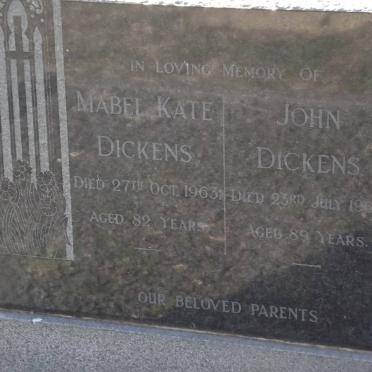 IN LOVING MEMORY OF
MABEL KATE
DICKENS
DIED 27TH OCT. 1963
AGED 82 YEARS
JOHN
DICKENS
DIED 23RD JULY
AGED 89 YEARS.
OUR BELOVED PARENTS